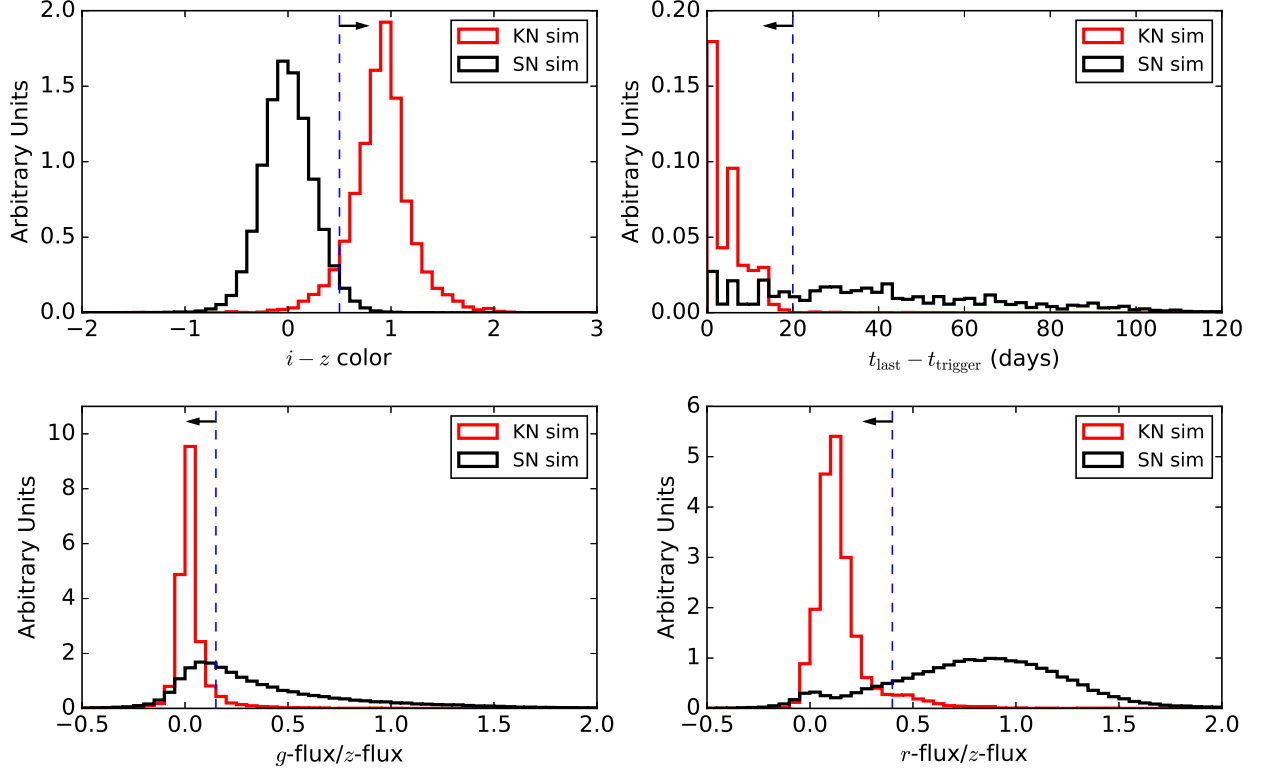 2.0
1.5
1.0
0.5
0.0
Arbitrary Units
KN sim
SN sim
−2 −1 0 1 2 3
i − z color
0.20
0.15
0.10
0.05
0.00
Arbitrary Units
KN sim
SN sim
0 20 40 60 80 100 120
t_last − t_trigger (days)
10
8
6
4
2
0
Arbitrary Units
KN sim
SN sim
−0.5 0.0 0.5 1.0 1.5 2.0
g-flux/z-flux
6
5
4
3
2
1
0
Arbitrary Units
KN sim
SN sim
−0.5 0.0 0.5 1.0 1.5 2.0
r-flux/z-flux